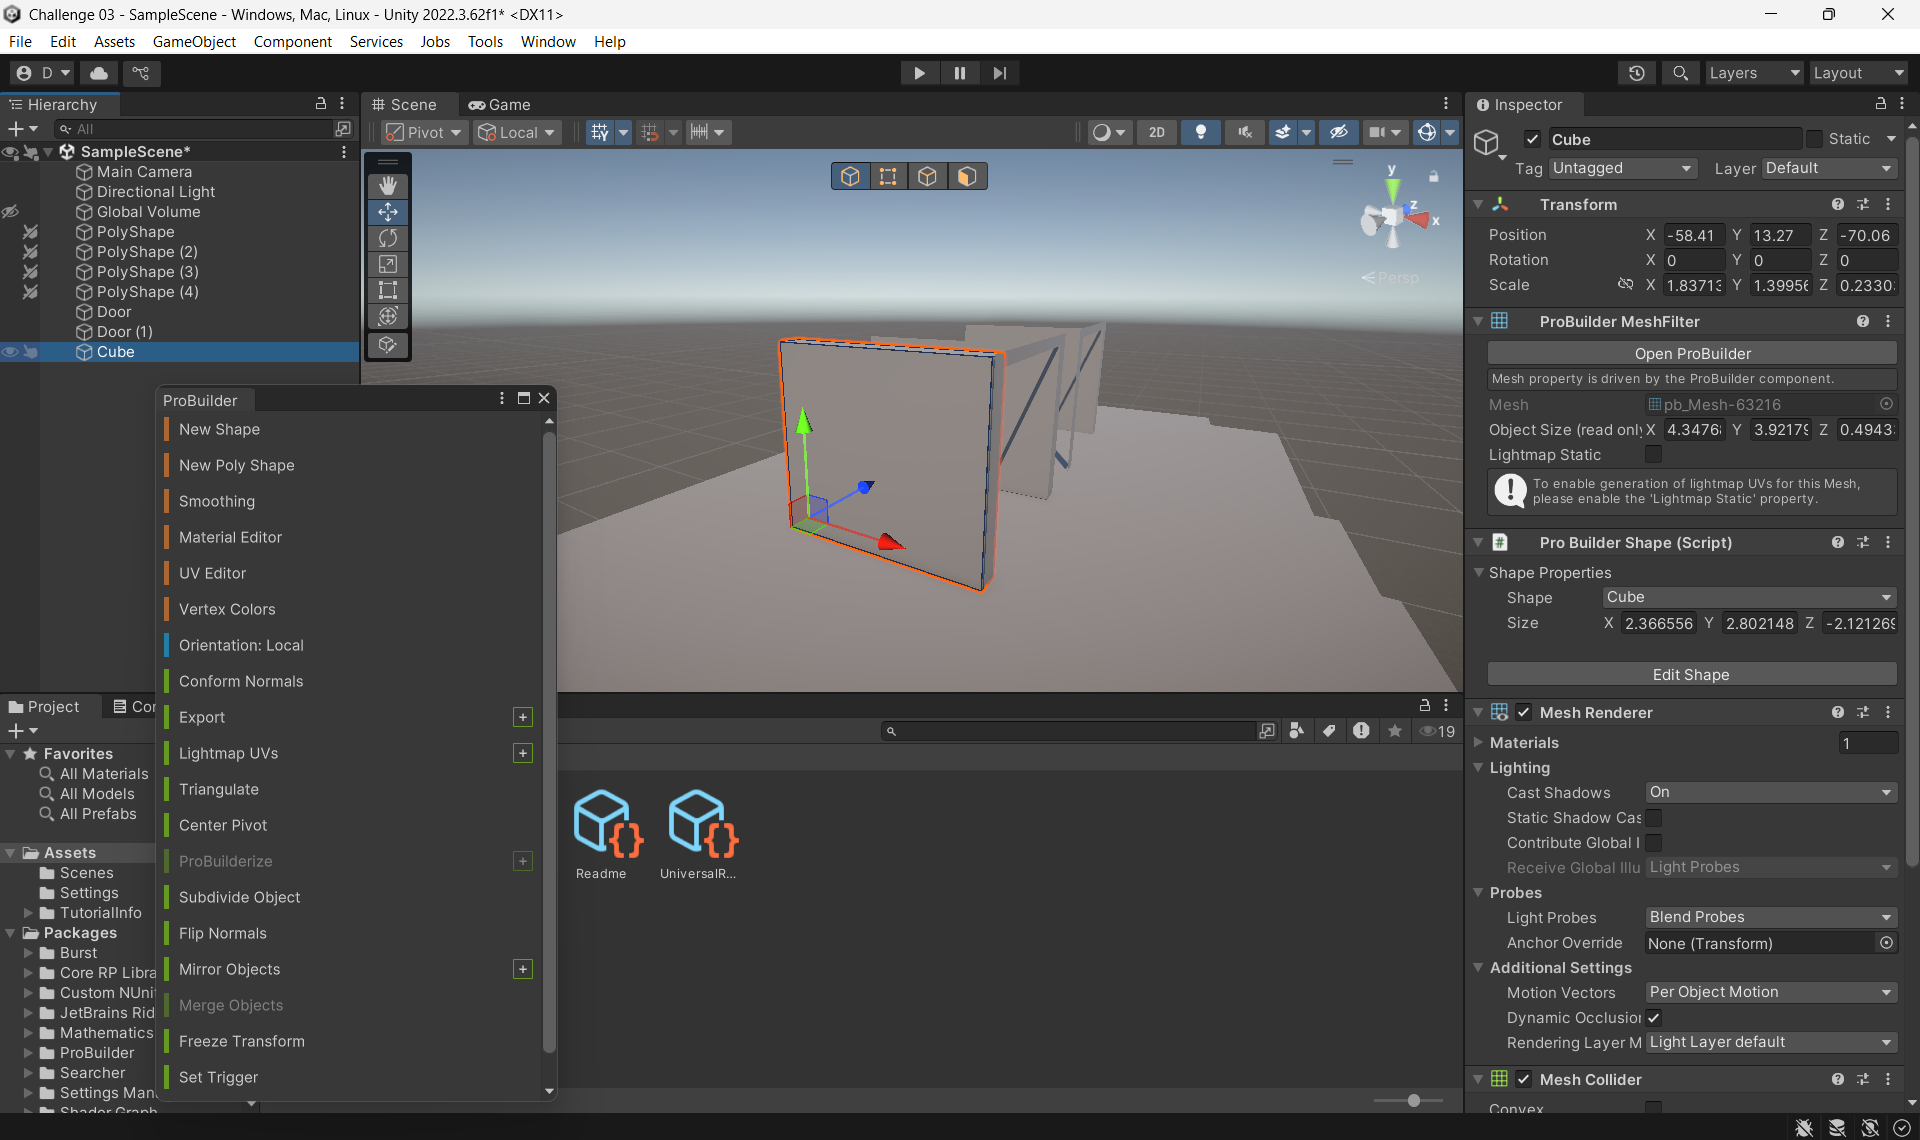 Challenge 03 - SampleScene - Windows, Mac, Linux - Unity 2022.3.62f1* <DX11>
File Edit Assets GameObject Component Services Jobs Tools Window Help
D
Layers
Layout
Hierarchy
Scene
Game
Inspector
All
Pivot
Local
2D
Cube
Static
Tag Untagged
Layer Default
SampleScene*
Main Camera
Directional Light
Global Volume
PolyShape
PolyShape (2)
PolyShape (3)
PolyShape (4)
Door
Door (1)
Cube
y
z
x
Persp
Transform
Position X -58.41 Y 13.27 Z -70.06
Rotation X 0 Y 0 Z 0
Scale X 1.83713 Y 1.39956 Z 0.2330
ProBuilder MeshFilter
Open ProBuilder
Mesh property is driven by the ProBuilder component.
Mesh pb_Mesh-63216
Object Size (read only X 4.3476 Y 3.92179 Z 0.4943
Lightmap Static
To enable generation of lightmap UVs for this Mesh,
please enable the 'Lightmap Static' property.
Pro Builder Shape (Script)
Shape Properties
Shape Cube
Size X 2.366556 Y 2.802148 Z -2.121269
Edit Shape
Mesh Renderer
Materials 1
Lighting
Cast Shadows On
Static Shadow Cas
Contribute Global I
Receive Global Illu Light Probes
Probes
Light Probes Blend Probes
Anchor Override None (Transform)
Additional Settings
Motion Vectors Per Object Motion
Dynamic Occlusion
Rendering Layer M Light Layer default
Mesh Collider
Convex
ProBuilder
New Shape
New Poly Shape
Smoothing
Material Editor
UV Editor
Vertex Colors
Orientation: Local
Conform Normals
Export
Lightmap UVs
Triangulate
Center Pivot
ProBuilderize
Subdivide Object
Flip Normals
Mirror Objects
Merge Objects
Freeze Transform
Set Trigger
Project
Con
19
Favorites
All Materials
All Models
All Prefabs
Assets
Scenes
Settings
TutorialInfo
Packages
Burst
Core RP Libra
Custom NUni
JetBrains Rid
Mathematics
ProBuilder
Searcher
Settings Man
Shader Graph
Readme
UniversalR...